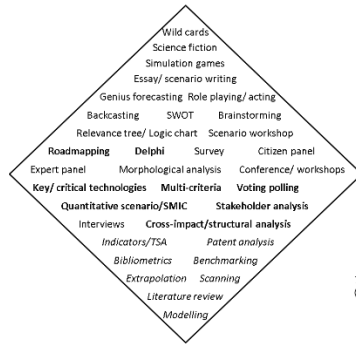 Wild cards
Science fiction
Simulation games
Essay/ scenario writing
Genius forecasting Role playing/ acting
Backcasting SWOT Brainstorming
Relevance tree/ Logic chart Scenario workshop
Roadmapping Delphi Survey Citizen panel
Expert panel Morphological analysis Conference/ workshops
Key/ critical technologies Multi-criteria Voting polling
Quantitative scenario/SMIC Stakeholder analysis
Interviews Cross-impact/structural analysis
Indicators/TSA Patent analysis
Bibliometrics Benchmarking
Extrapolation Scanning
Literature review
Modelling